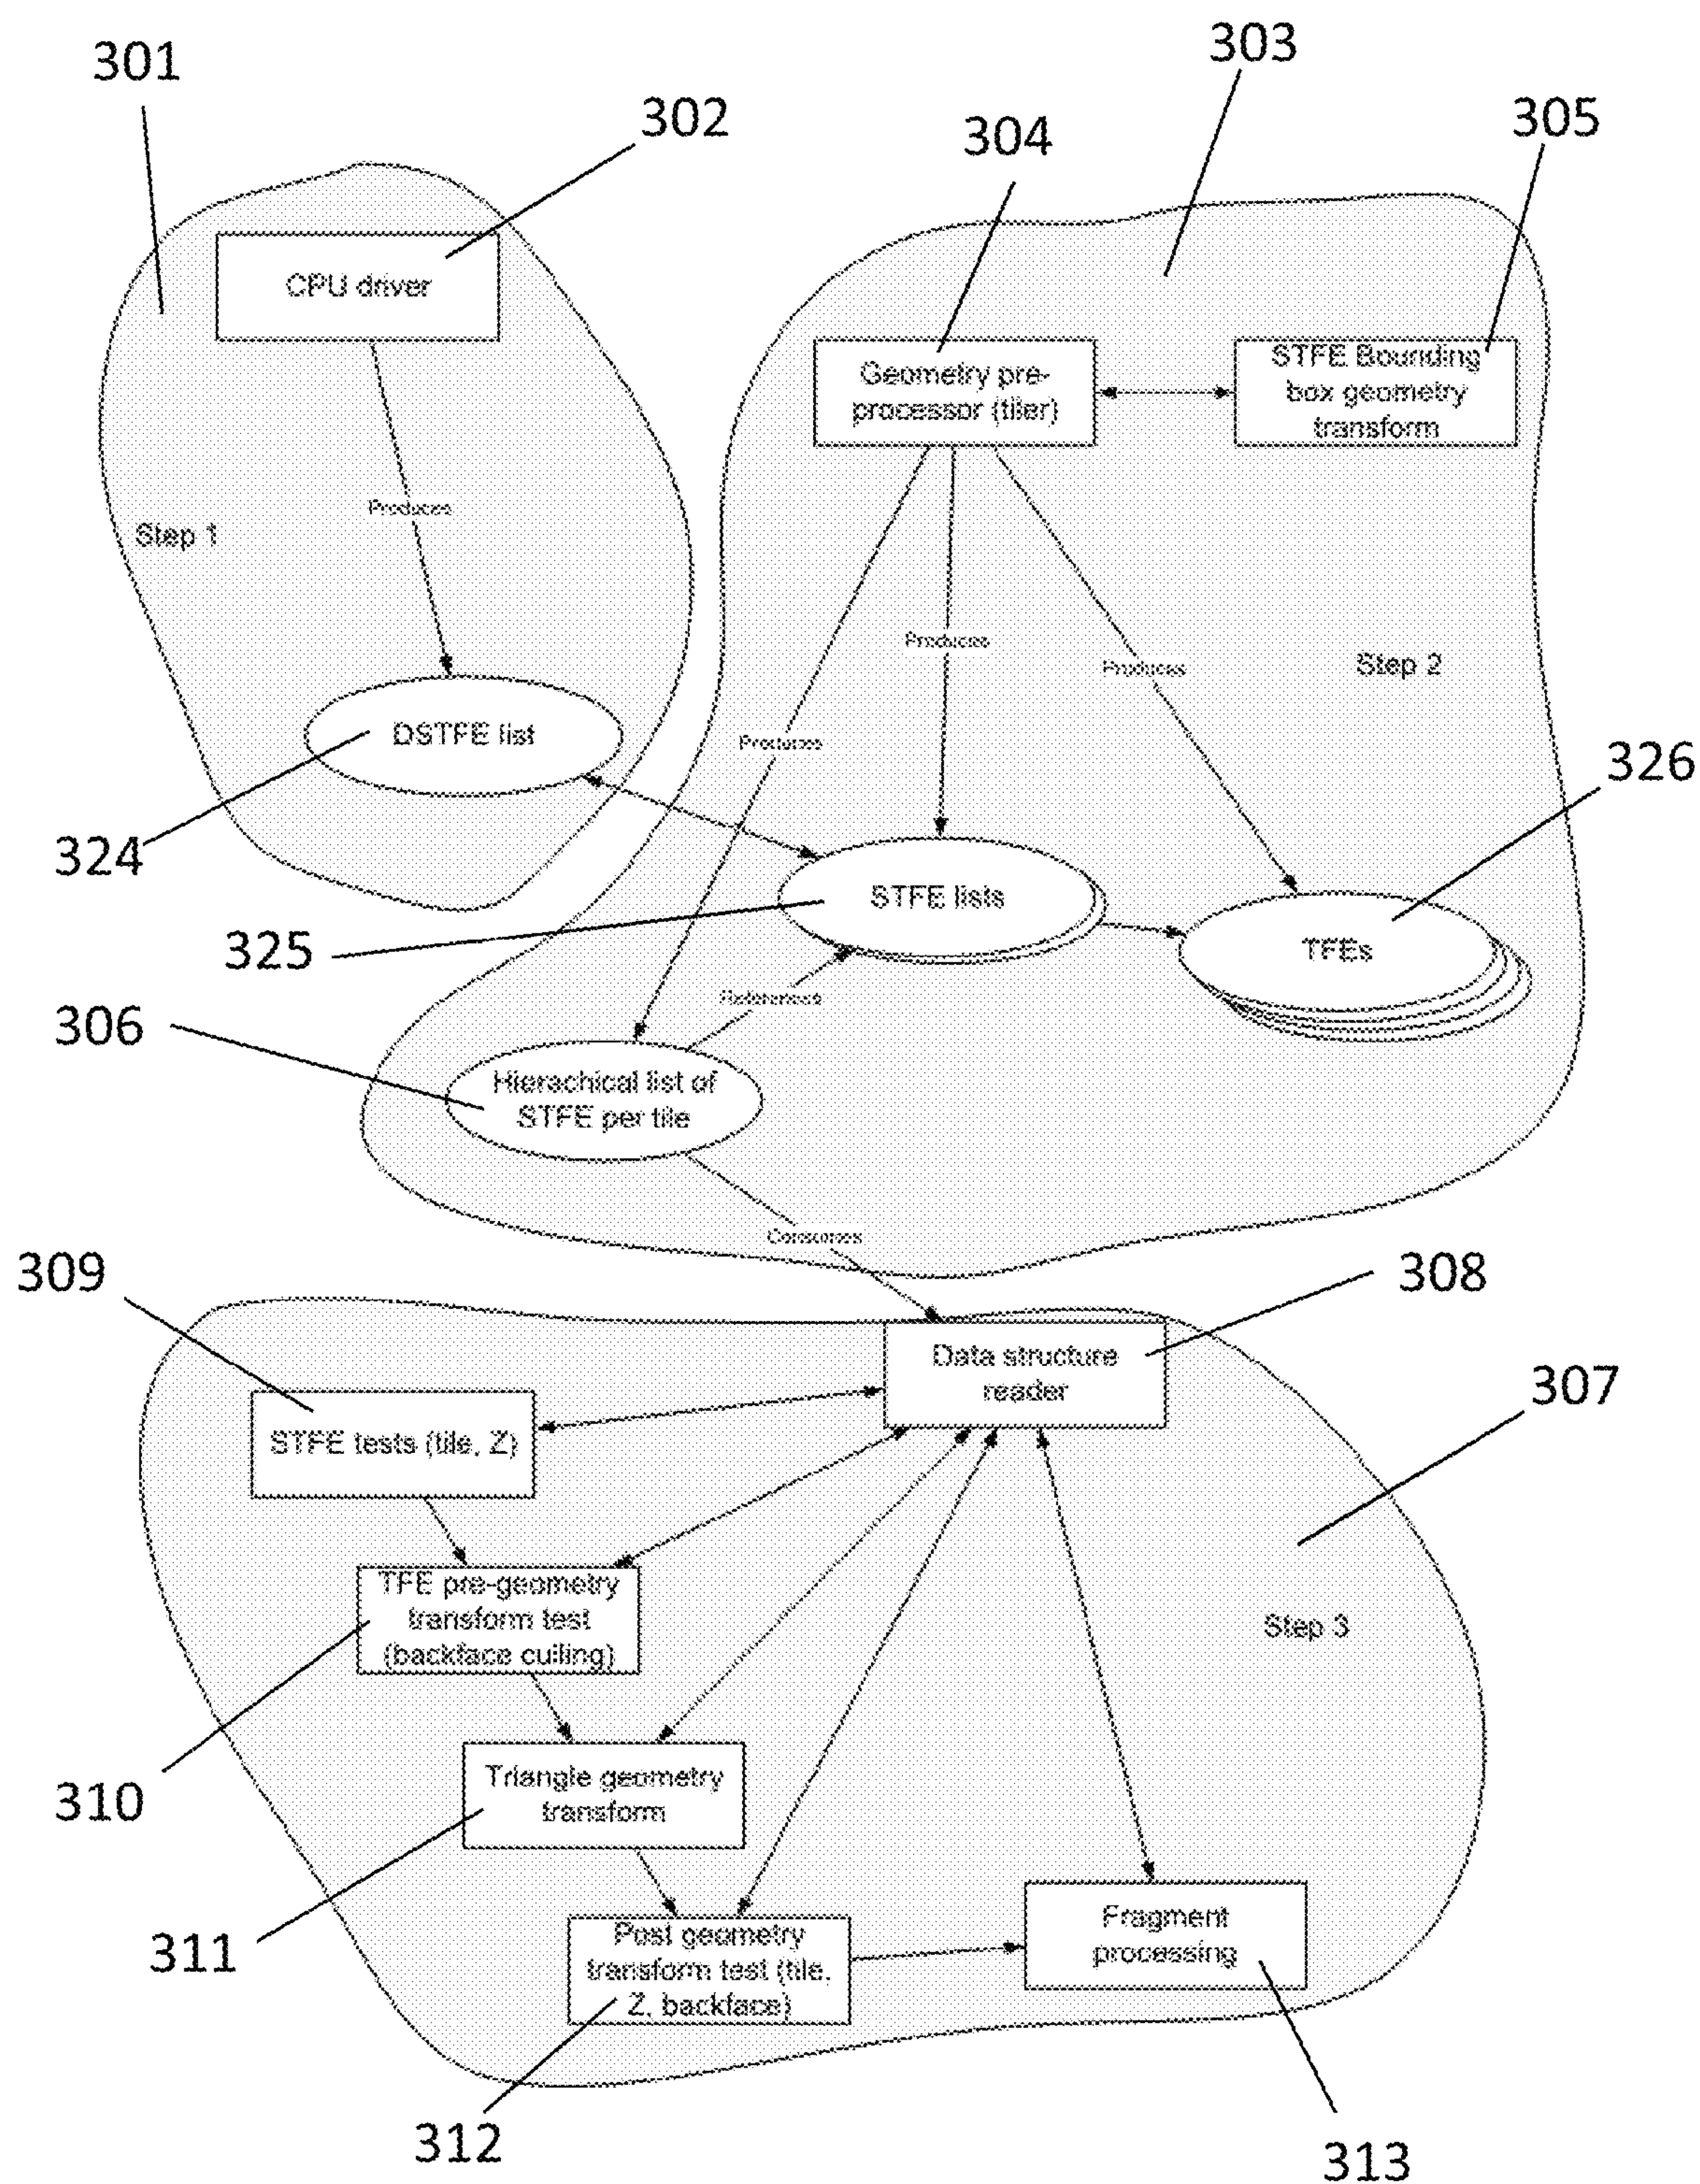 303
301
302
305
304
CPU driver
Geometry pre-
processor (tiler)
STFE Bounding
box geometry
transform
Produces
Step 1
Produces
Produces
Step 2
DSTFE list
Produces
326
324
STFE lists
325
TFEs
References
306
Hierachical list of
STFE per tile
Consumes
309
308
Data structure
reader
307
STFE tests (tile, Z)
TFE pre-geometry
transform test
(backface culling)
Step 3
310
Triangle geometry
transform
311
Fragment
processing
Post geometry
transform test (tile,
Z, backface)
312
313